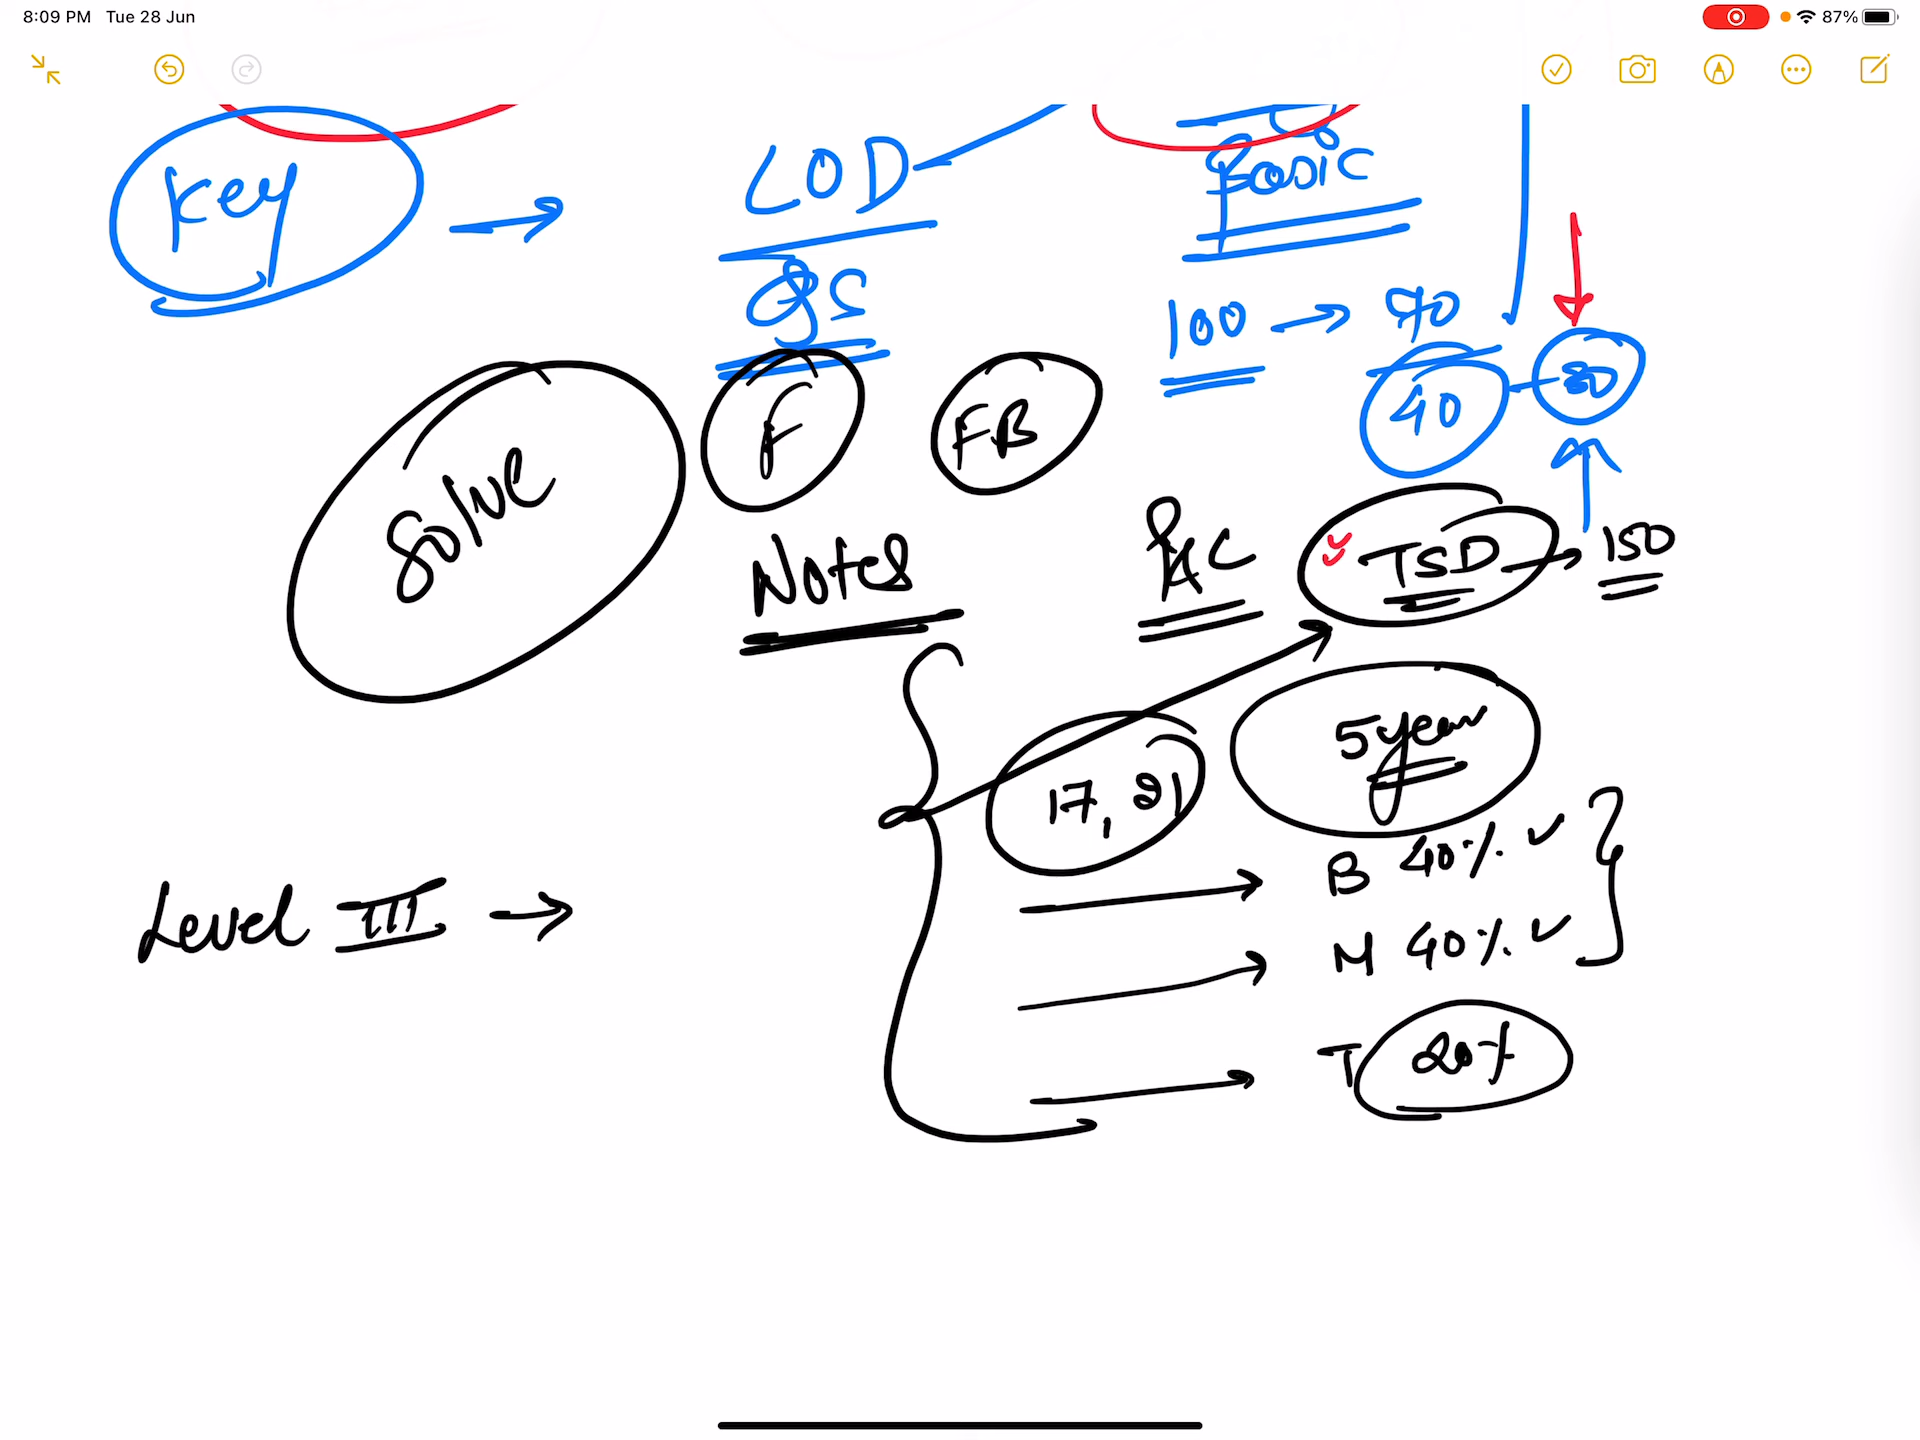 8:09 PM Tue 28 Jun 87%
key → LOD Basic
QS
100 → 90
40 - 80
solve F FB
Notes P&C TSD → 150
5 year
17, 21
B 40% ✓
Level III →
M 40% ✓
T 20%